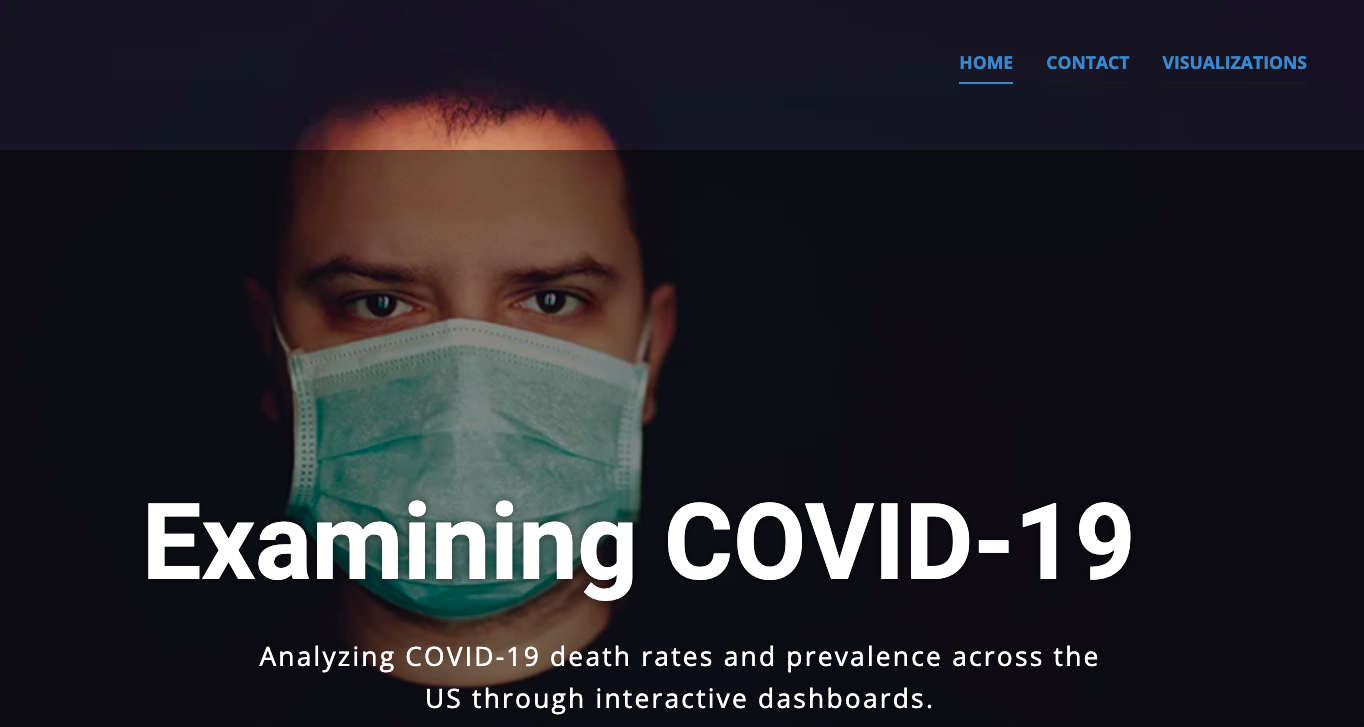 HOME CONTACT VISUALIZATIONS
Examining COVID-19
Analyzing COVID-19 death rates and prevalence across the
US through interactive dashboards.